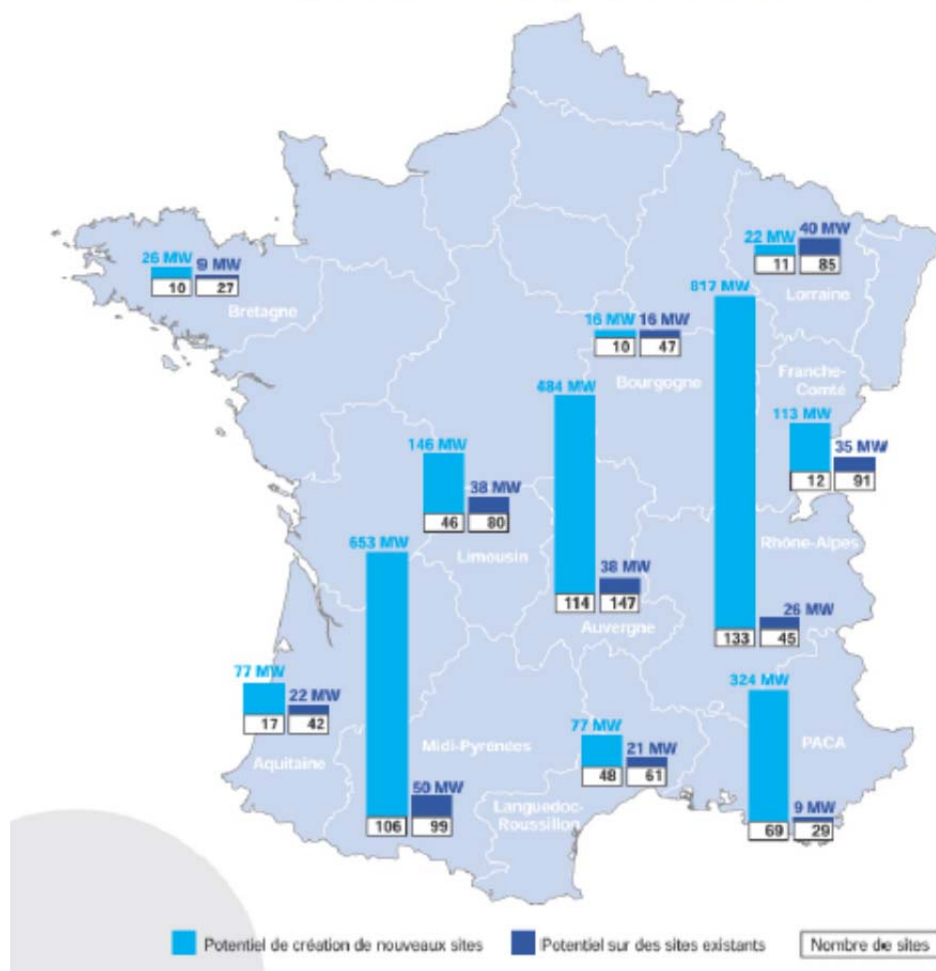 26 MW
9 MW
10
27
Bretagne
22 MW
40 MW
11
85
Lorraine
817 MW
16 MW
16 MW
10
47
Bourgogne
Franche-
Comté
484 MW
113 MW
35 MW
12
91
146 MW
38 MW
46
80
Limousin
653 MW
Rhône-Alpes
38 MW
114
147
Auvergne
26 MW
133
45
77 MW
22 MW
17
42
Aquitaine
324 MW
PACA
Midi-Pyrénées
77 MW
21 MW
48
61
50 MW
106
99
Languedoc-
Roussillon
9 MW
69
29
Potentiel de création de nouveaux sites
Potentiel sur des sites existants
Nombre de sites